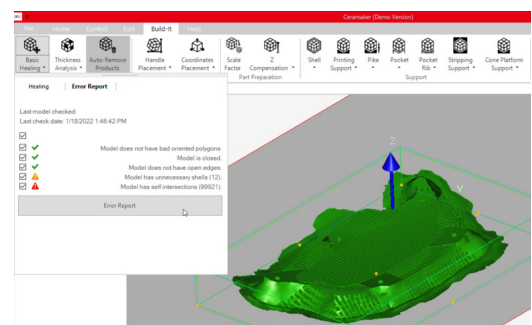 Ceramaker (Demo Version)
File Home Control Edit Build-It Help
Basic Healing
Thickness Analysis
Auto-Remove Products
Handle Placement
Coordinates Placement
Scale Factor
Z Compensation
Shell
Printing Support
Pike
Pocket
Pocket Rib
Stripping Support
Cone Platform Support
Part Preparation
Support
Healing Error Report
Last model checked:
Last check date: 1/18/2022 1:46:42 PM
Model does not have bad oriented polygons.
Model is closed.
Model does not have open edges.
Model has unnecessary shells (12).
Model has self intersections (99921).
Error Report
Z
Y